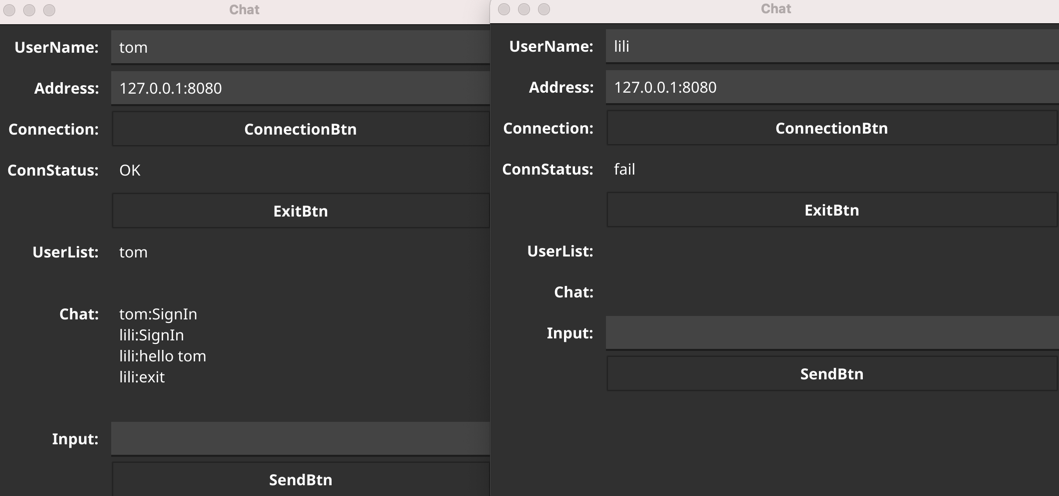 Chat
UserName: tom
Address: 127.0.0.1:8080
Connection: ConnectionBtn
ConnStatus: OK
ExitBtn
UserList: tom
Chat: tom:SignIn
lili:SignIn
lili:hello tom
lili:exit
Input:
SendBtn
Chat
UserName: lili
Address: 127.0.0.1:8080
Connection: ConnectionBtn
ConnStatus: fail
ExitBtn
UserList:
Chat:
Input:
SendBtn